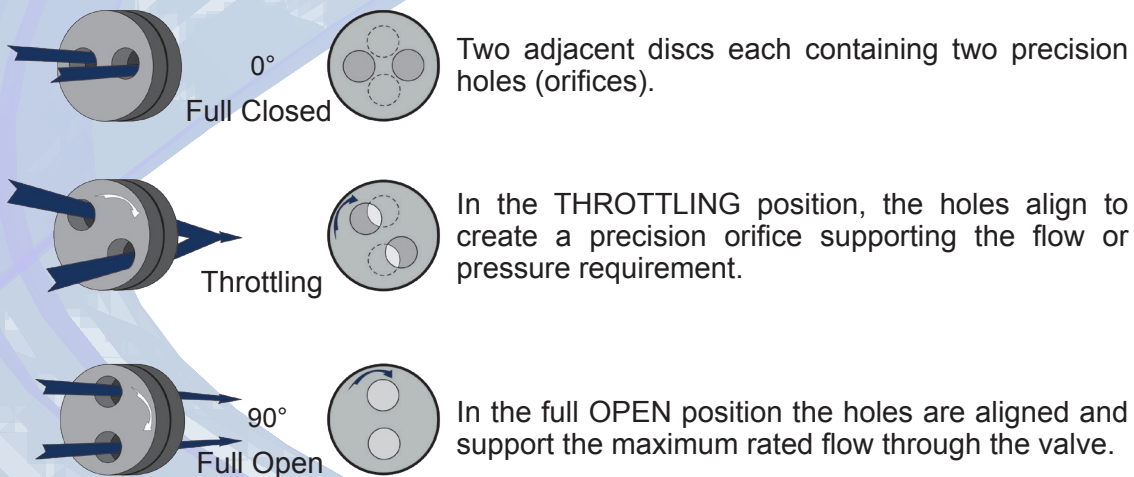 0°
Full Closed
Two adjacent discs each containing two precision
holes (orifices).
Throttling
In the THROTTLING position, the holes align to
create a precision orifice supporting the flow or
pressure requirement.
90°
Full Open
In the full OPEN position the holes are aligned and
support the maximum rated flow through the valve.